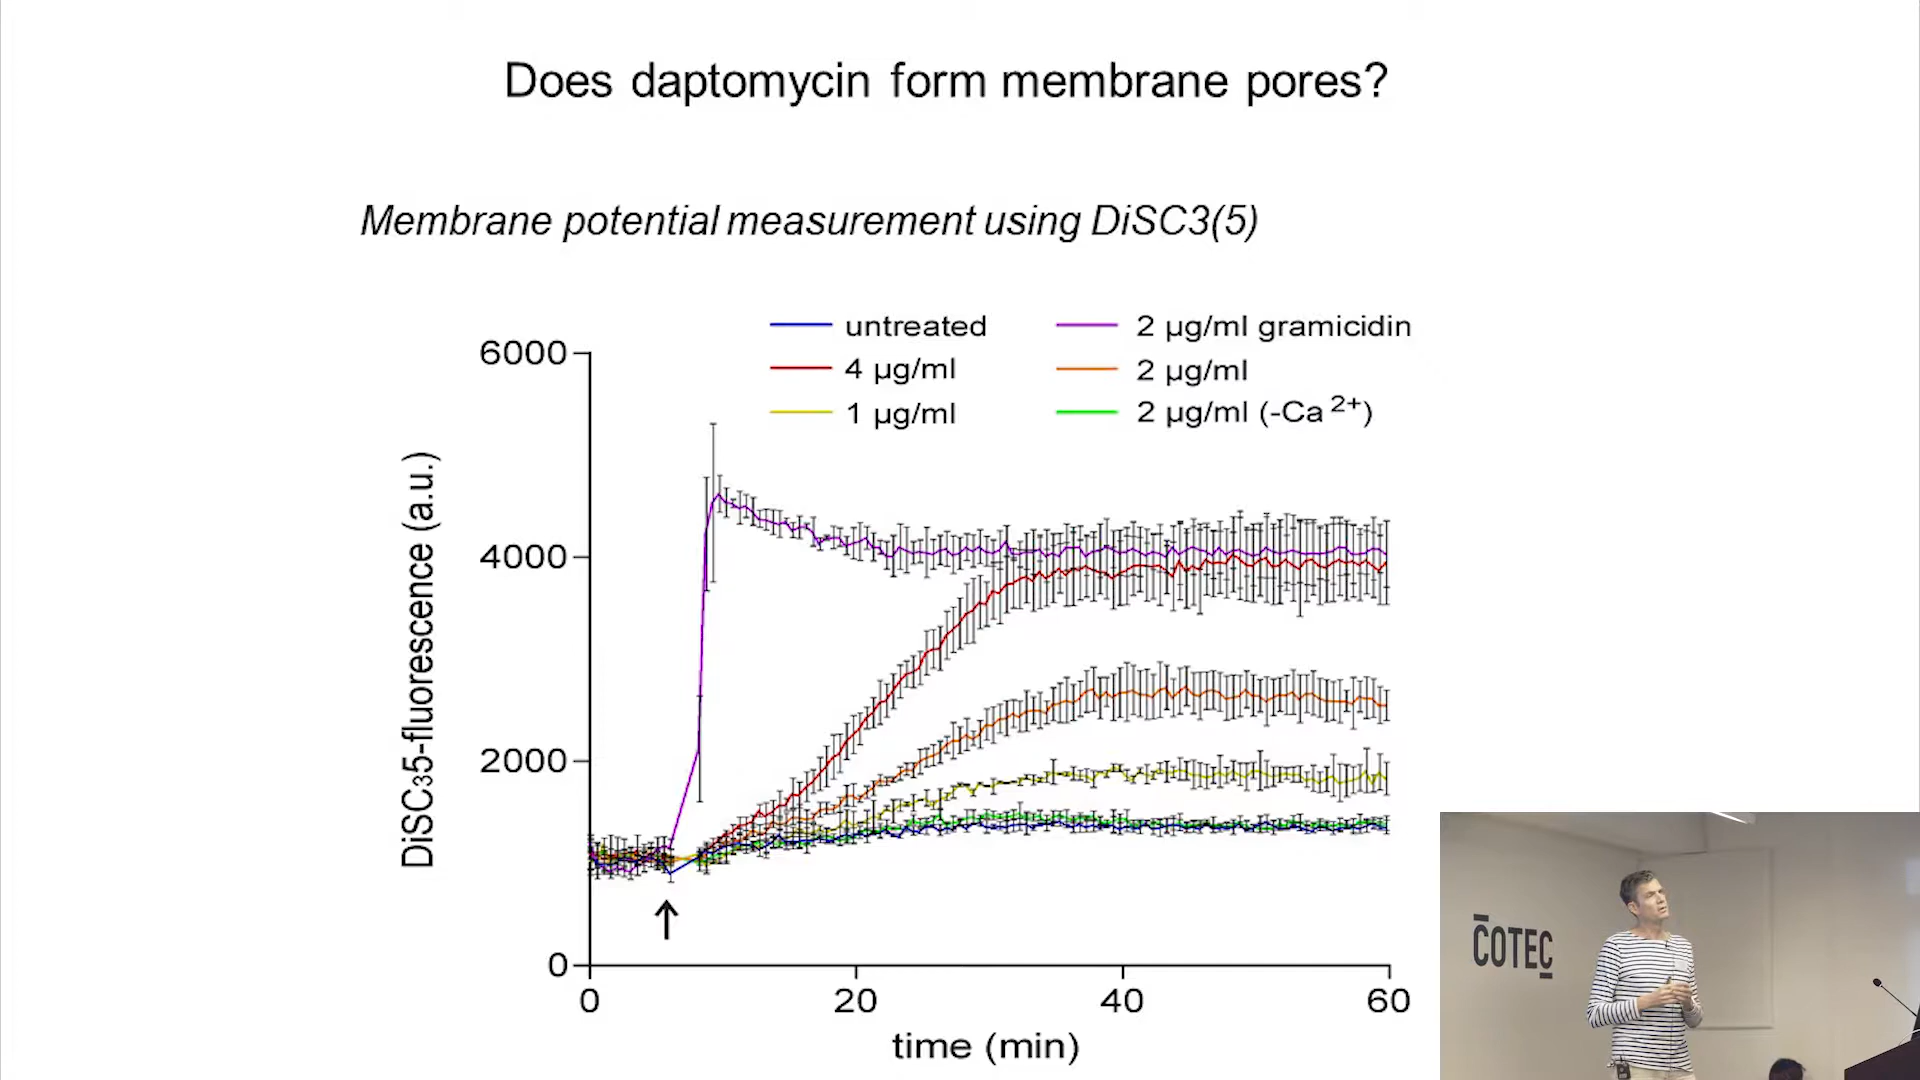 Does daptomycin form membrane pores?
Membrane potential measurement using DiSC3(5)
untreated
2 µg/ml gramicidin
4 µg/ml
2 µg/ml
1 µg/ml
2 µg/ml (-Ca 2+)
DiSC35-fluorescence (a.u.)
6000
4000
2000
0
0 20 40 60
time (min)
COTEC